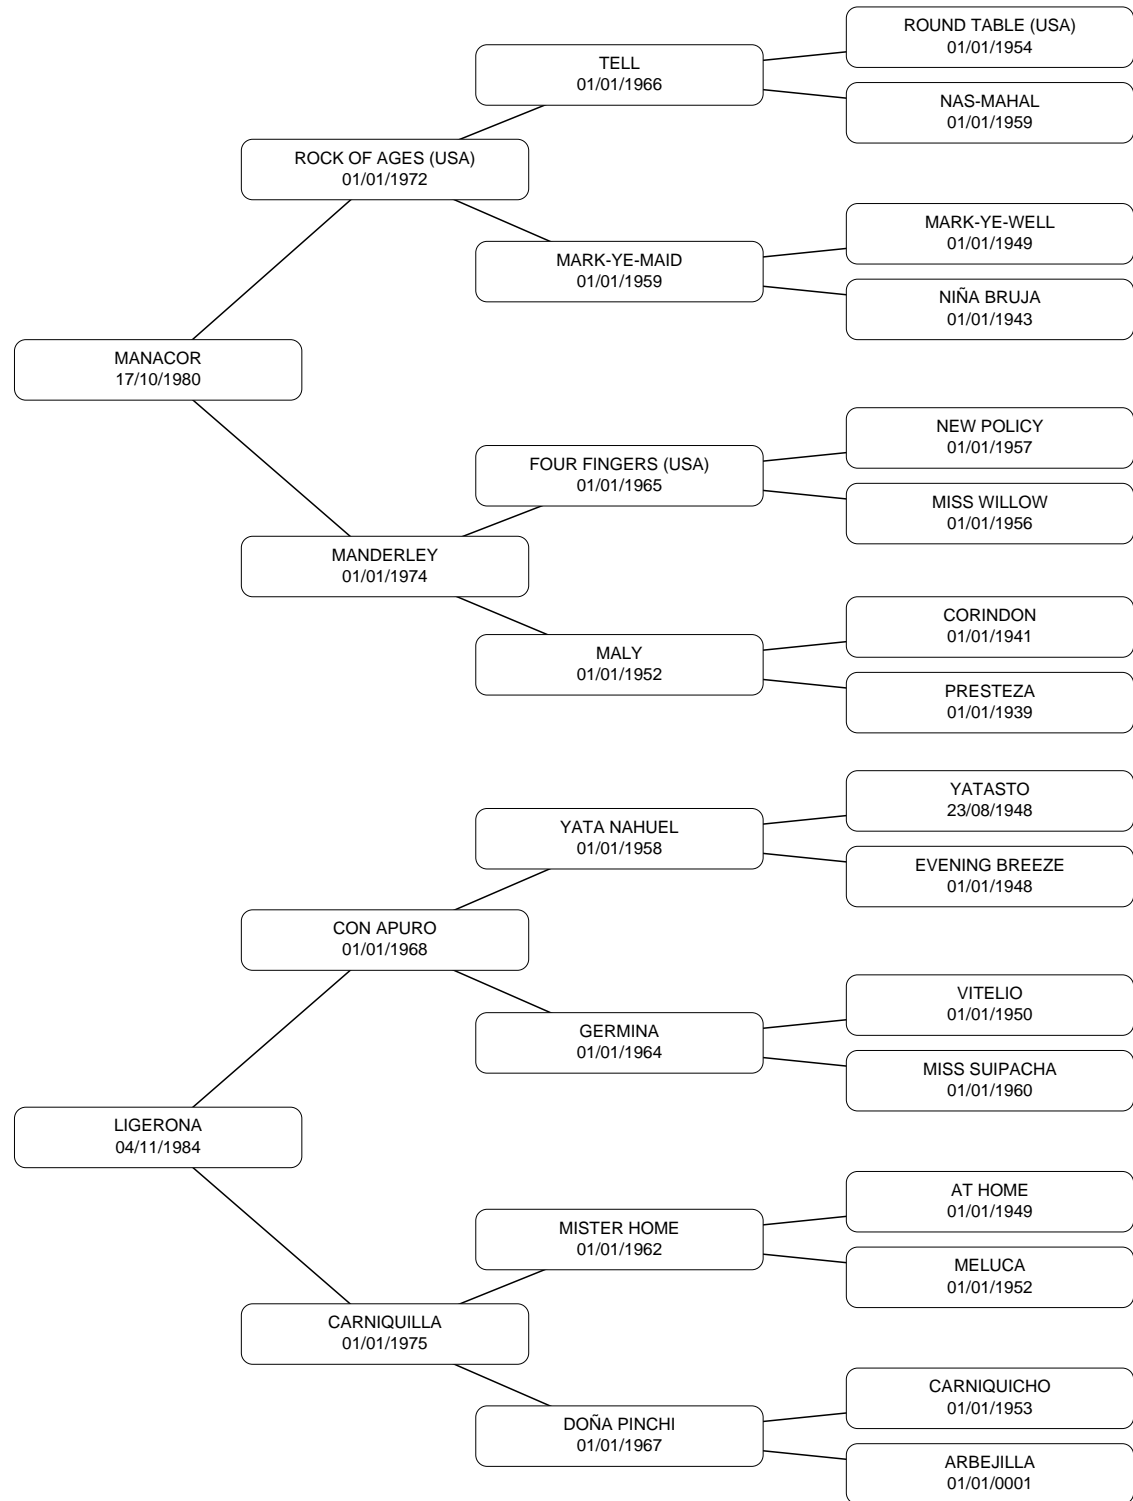 ROUND TABLE (USA)
01/01/1954
TELL
01/01/1966
NAS-MAHAL
01/01/1959
ROCK OF AGES (USA)
01/01/1972
MARK-YE-WELL
01/01/1949
MARK-YE-MAID
01/01/1959
NIÑA BRUJA
01/01/1943
MANACOR
17/10/1980
NEW POLICY
01/01/1957
FOUR FINGERS (USA)
01/01/1965
MISS WILLOW
01/01/1956
MANDERLEY
01/01/1974
CORINDON
01/01/1941
MALY
01/01/1952
PRESTEZA
01/01/1939
YATASTO
23/08/1948
YATA NAHUEL
01/01/1958
EVENING BREEZE
01/01/1948
CON APURO
01/01/1968
VITELIO
01/01/1950
GERMINA
01/01/1964
MISS SUIPACHA
01/01/1960
LIGERONA
04/11/1984
AT HOME
01/01/1949
MISTER HOME
01/01/1962
MELUCA
01/01/1952
CARNIQUILLA
01/01/1975
CARNIQUICHO
01/01/1953
DOÑA PINCHI
01/01/1967
ARBEJILLA
01/01/0001